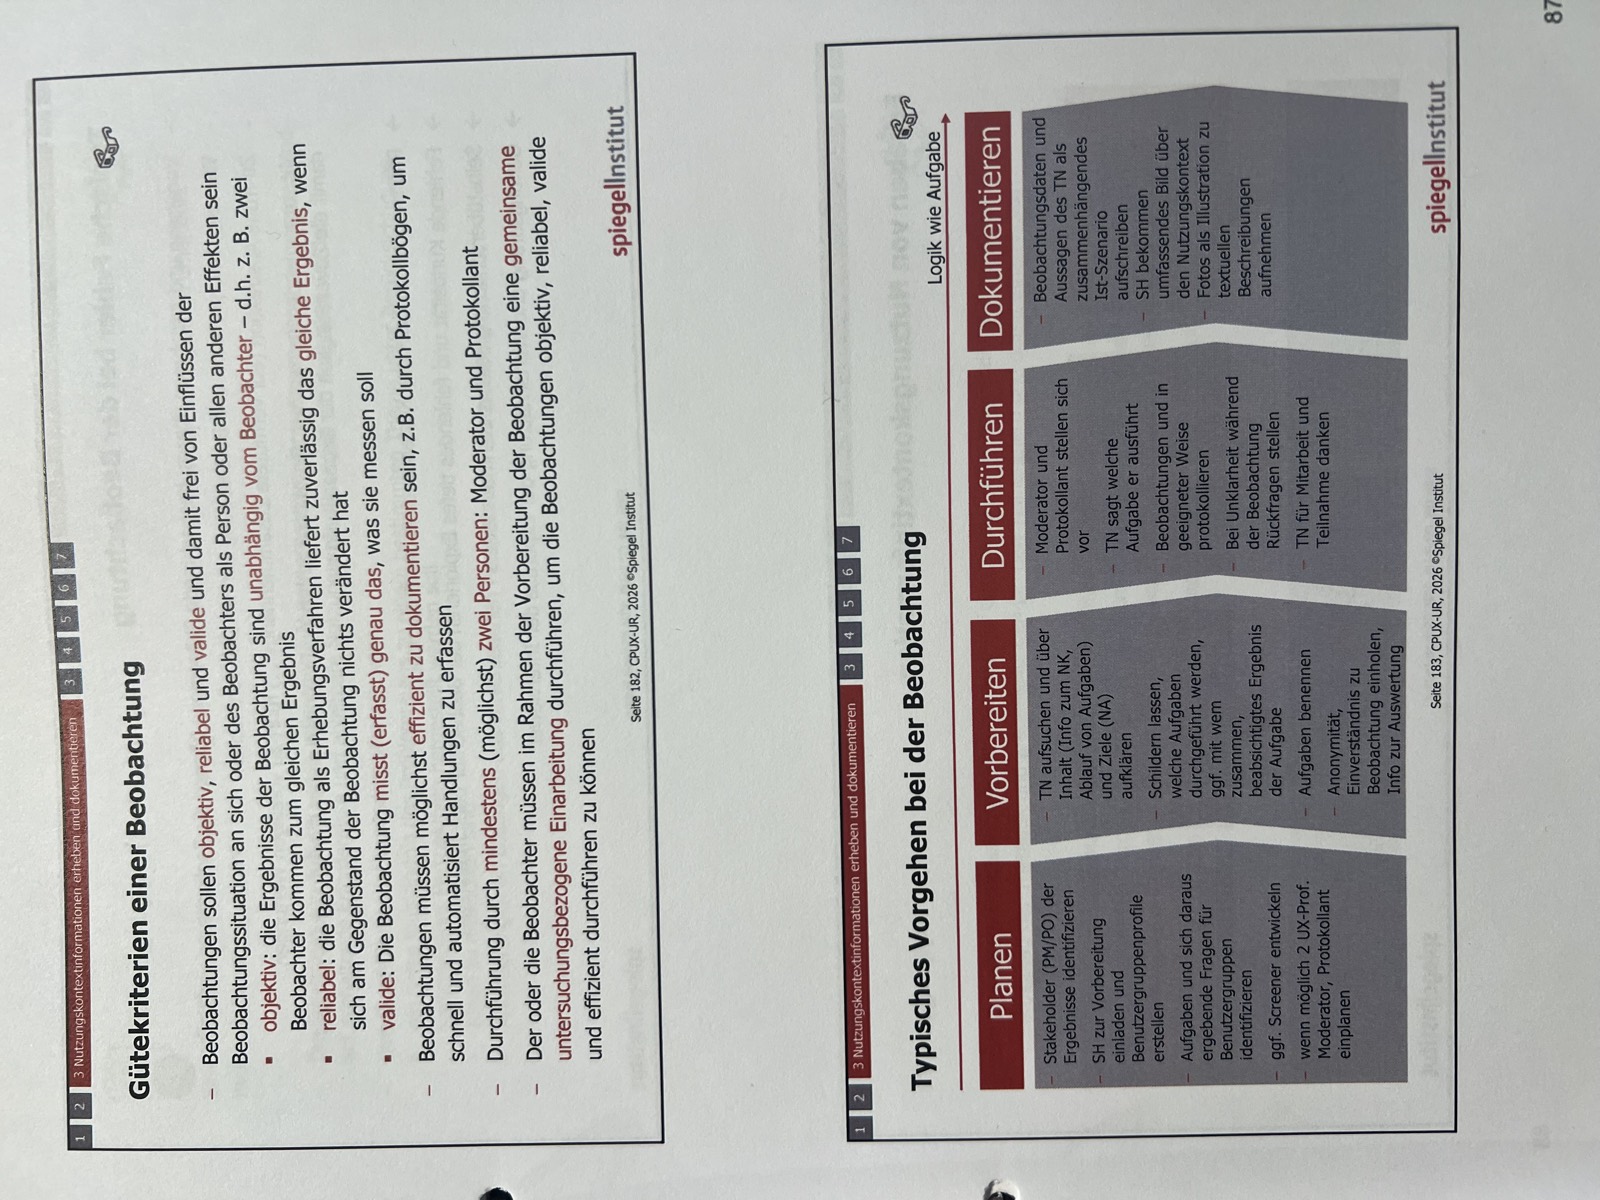 1 2 3 Nutzungskontextinformationen erheben und dokumentieren 3 4 5 6 7
Gütekriterien einer Beobachtung
– Beobachtungen sollen objektiv, reliabel und valide und damit frei von Einflüssen der
Beobachtungssituation an sich oder des Beobachters als Person oder allen anderen Effekten sein
▪ objektiv: die Ergebnisse der Beobachtung sind unabhängig vom Beobachter – d.h. z. B. zwei
Beobachter kommen zum gleichen Ergebnis
▪ reliabel: die Beobachtung als Erhebungsverfahren liefert zuverlässig das gleiche Ergebnis, wenn
sich am Gegenstand der Beobachtung nichts verändert hat
▪ valide: Die Beobachtung misst (erfasst) genau das, was sie messen soll
– Beobachtungen müssen möglichst effizient zu dokumentieren sein, z.B. durch Protokollbögen, um
schnell und automatisiert Handlungen zu erfassen
– Durchführung durch mindestens (möglichst) zwei Personen: Moderator und Protokollant
– Der oder die Beobachter müssen im Rahmen der Vorbereitung der Beobachtung eine gemeinsame
untersuchungsbezogene Einarbeitung durchführen, um die Beobachtungen objektiv, reliabel, valide
und effizient durchführen zu können
Seite 182, CPUX-UR, 2026 ©Spiegel Institut
spiegelInstitut
1 2 3 Nutzungskontextinformationen erheben und dokumentieren 3 4 5 6 7
Typisches Vorgehen bei der Beobachtung
Logik wie Aufgabe
Planen
– Stakeholder (PM/PO) der
Ergebnisse identifizieren
– SH zur Vorbereitung
einladen und
Benutzergruppenprofile
erstellen
– Aufgaben und sich daraus
ergebende Fragen für
Benutzergruppen
identifizieren
– ggf. Screener entwickeln
– wenn möglich 2 UX-Prof.
Moderator, Protokollant
einplanen
Vorbereiten
– TN aufsuchen und über
Inhalt (Info zum NK,
Ablauf von Aufgaben)
und Ziele (NA)
aufklären
– Schildern lassen,
welche Aufgaben
durchgeführt werden,
ggf. mit wem
zusammen,
beabsichtigtes Ergebnis
der Aufgabe
– Aufgaben benennen
– Anonymität,
Einverständnis zu
Beobachtung einholen,
Info zur Auswertung
Durchführen
– Moderator und
Protokollant stellen sich
vor
– TN sagt welche
Aufgabe er ausführt
– Beobachtungen und in
geeigneter Weise
protokollieren
– Bei Unklarheit während
der Beobachtung
Rückfragen stellen
– TN für Mitarbeit und
Teilnahme danken
Dokumentieren
– Beobachtungsdaten und
Aussagen des TN als
zusammenhängendes
Ist-Szenario
aufschreiben
– SH bekommen
umfassendes Bild über
den Nutzungskontext
– Fotos als Illustration zu
textuellen
Beschreibungen
aufnehmen
Seite 183, CPUX-UR, 2026 ©Spiegel Institut
spiegelInstitut
87